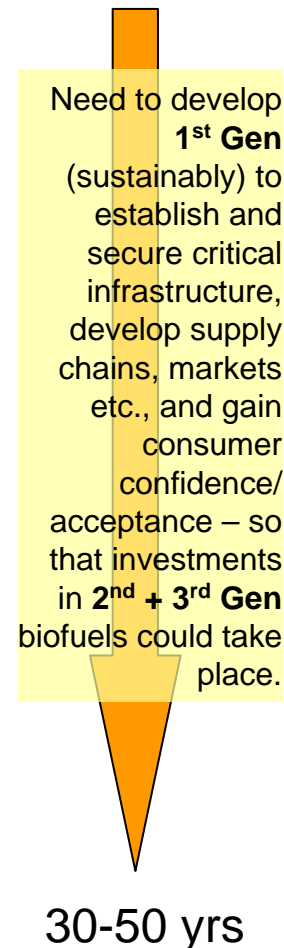 Need to develop
1st Gen
(sustainably) to
establish and
secure critical
infrastructure,
develop supply
chains, markets
etc., and gain
consumer
confidence/
acceptance – so
that investments
in 2nd + 3rd Gen
biofuels could take
place.
30-50 yrs